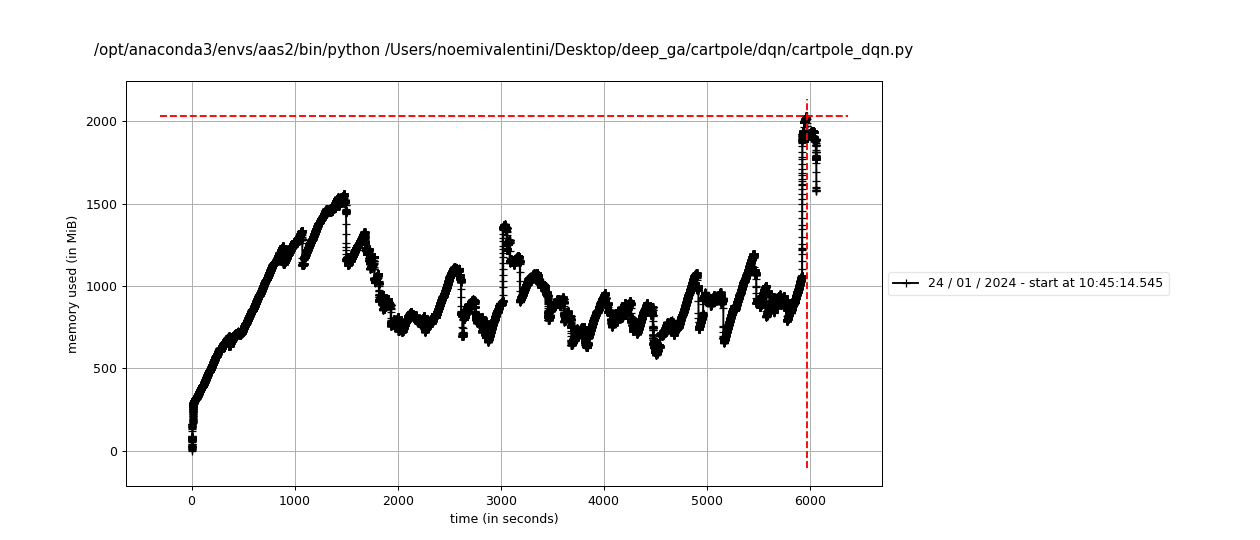 /opt/anaconda3/envs/aas2/bin/python /Users/noemivalentini/Desktop/deep_ga/cartpole/dqn/cartpole_dqn.py
2000
1500
1000
500
0
memory used (in MiB)
0 1000 2000 3000 4000 5000 6000
time (in seconds)
24 / 01 / 2024 - start at 10:45:14.545